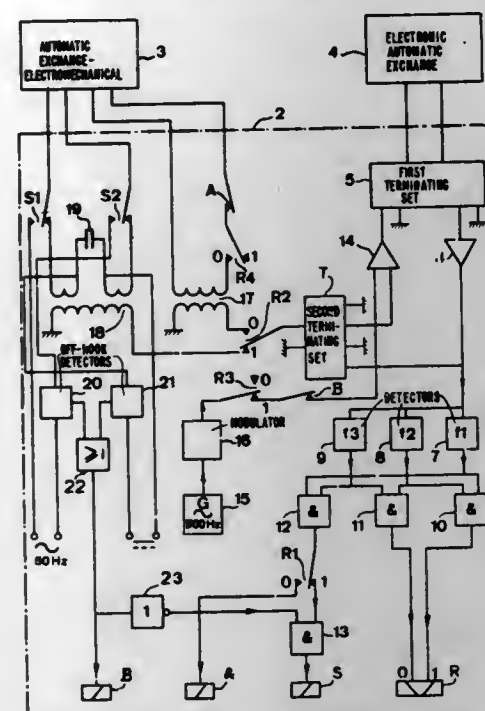 AUTOMATIC EXCHANGE- ELECTROMECHANICAL
3
4
ELECTRONIC AUTOMATIC EXCHANGE
2
5
FIRST TERMINATING SET
S1
S2
19
A
14
0 1
R4
17
R2
T
SECOND TERMI- NATING SET
18
0
1
OFF-HOOK DETECTORS
R3
0
1
B
20
21
MODULATOR
16
DETECTORS
9
f3
8
f2
7
f1
22
≥1
G
15
12
&
11
&
10
&
50Hz
R1
0 1
23
1
&
13
0 1
B
&
S
R